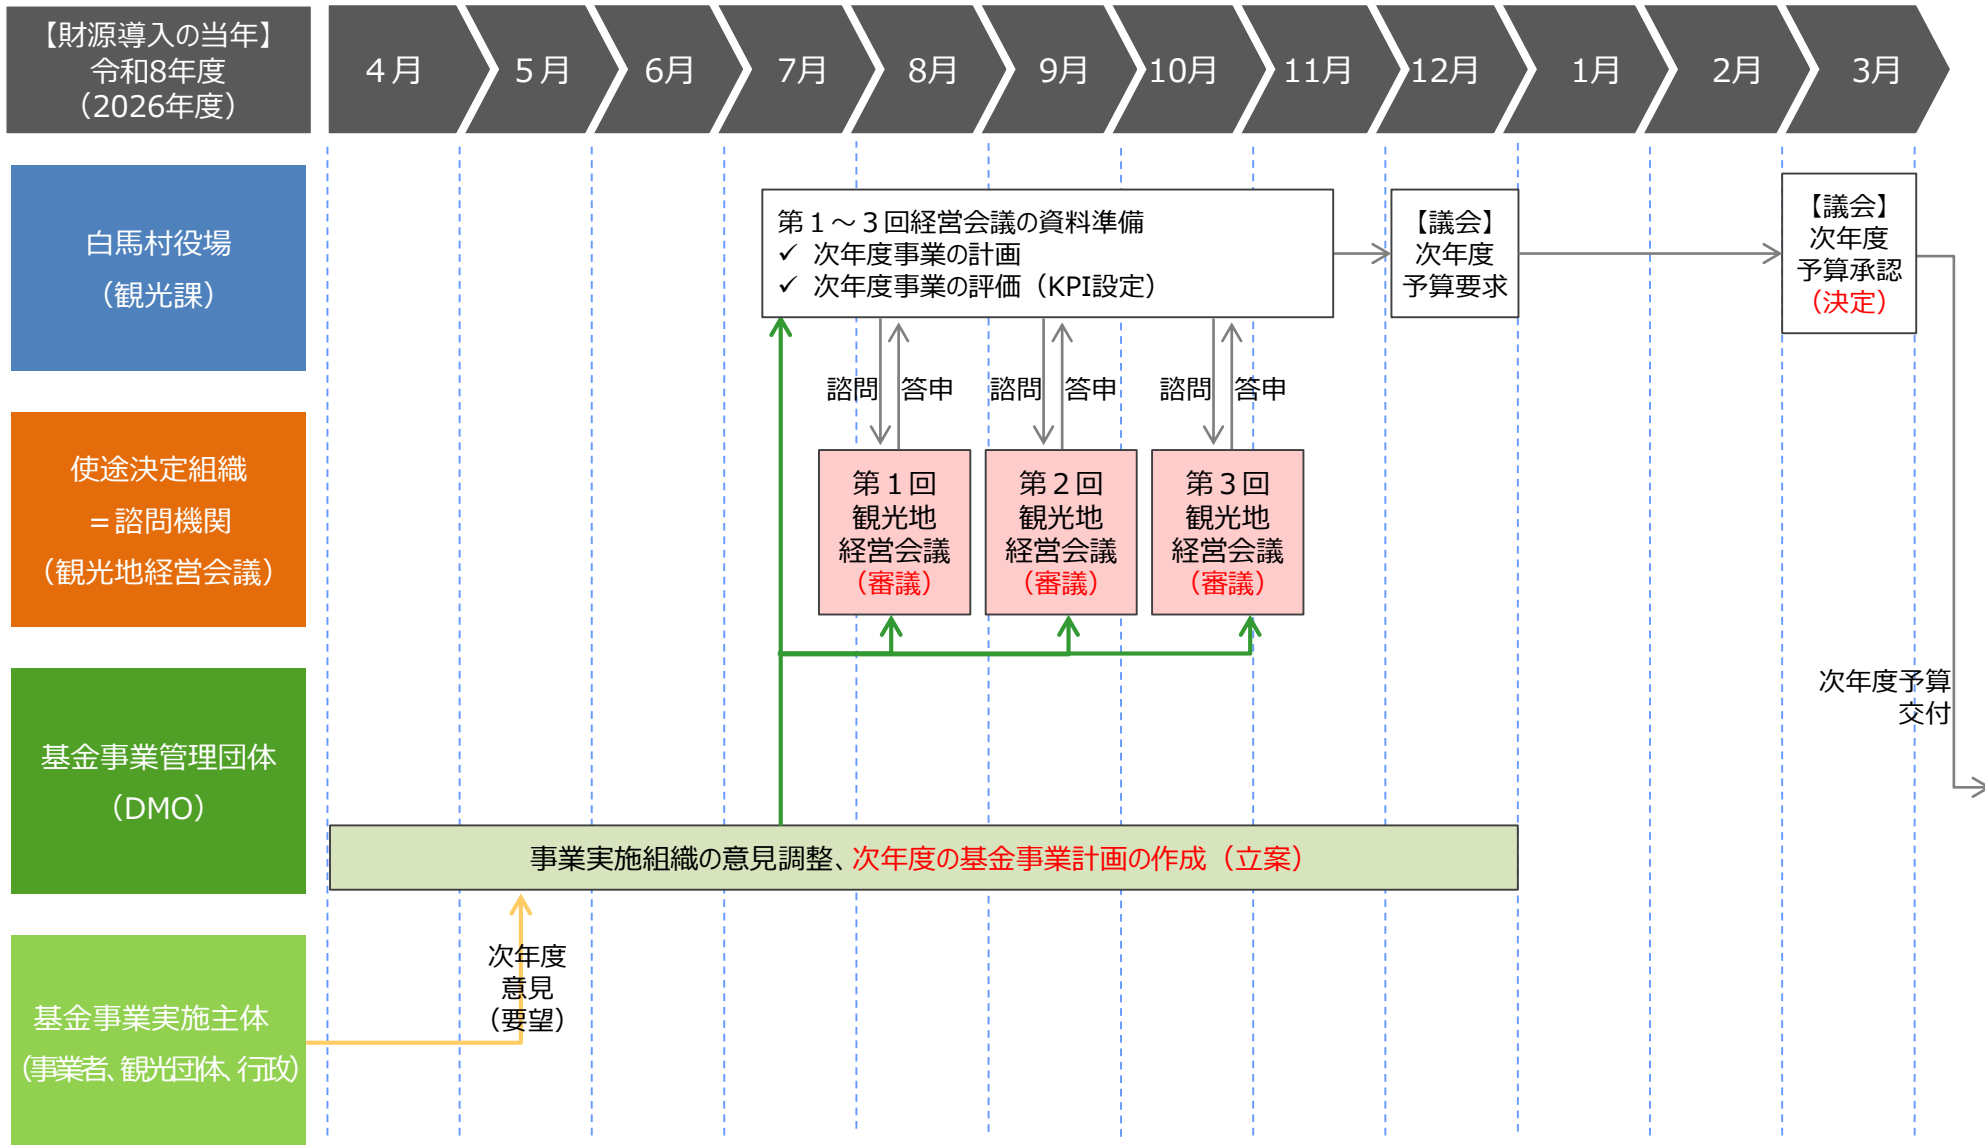 【財源導入の当年】
令和8年度
（2026年度）
４月
５月
6月
7月
8月
9月
10月
11月
12月
1月
2月
3月
白馬村役場
（観光課）
第１～３回経営会議の資料準備
✓ 次年度事業の計画
✓ 次年度事業の評価（KPI設定）
【議会】
次年度
予算要求
【議会】
次年度
予算承認
（決定）
諮問
答申
諮問
答申
諮問
答申
使途決定組織
＝諮問機関
（観光地経営会議）
第１回
観光地
経営会議
（審議）
第２回
観光地
経営会議
（審議）
第３回
観光地
経営会議
（審議）
次年度予算
交付
基金事業管理団体
（DMO）
事業実施組織の意見調整、次年度の基金事業計画の作成（立案）
次年度
意見
（要望）
基金事業実施主体
（事業者、観光団体、行政）